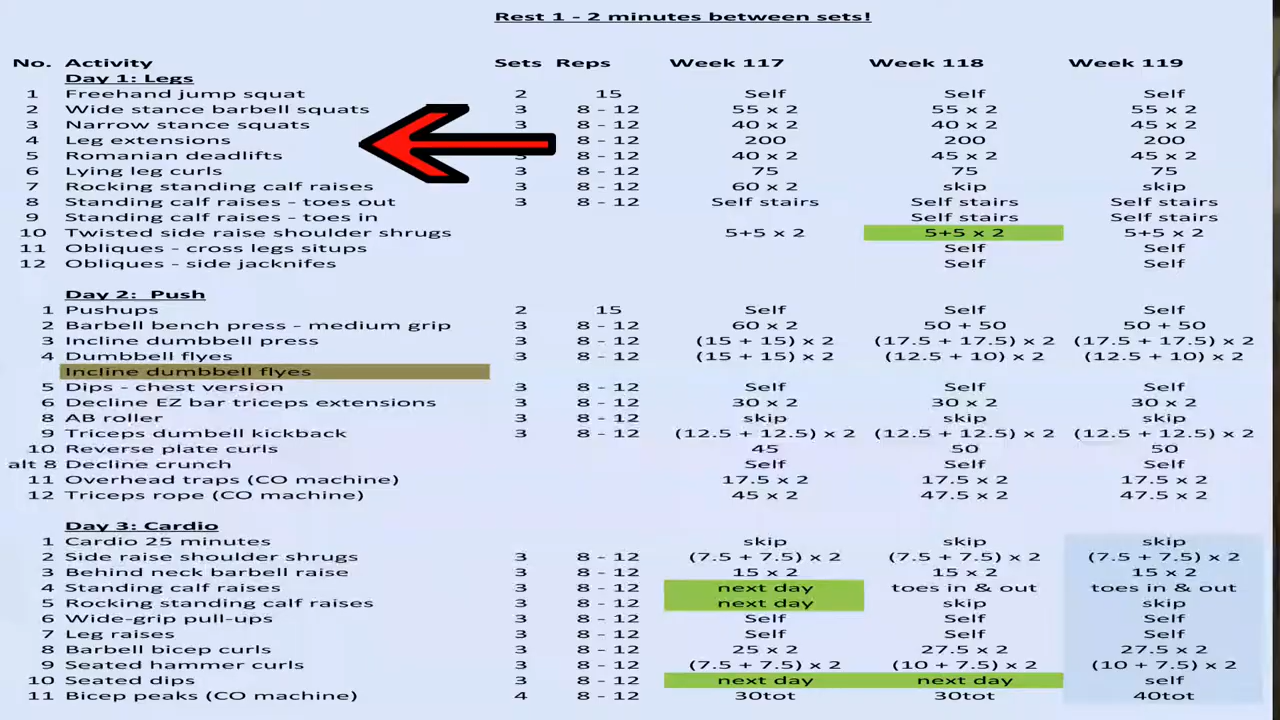 Rest 1 - 2 minutes between sets!
No. Activity Sets Reps Week 117 Week 118 Week 119
Day 1: Legs
1 Freehand jump squat 2 15 Self Self Self
2 Wide stance barbell squats 3 8 - 12 55 x 2 55 x 2 55 x 2
3 Narrow stance squats 3 8 - 12 40 x 2 40 x 2 45 x 2
4 Leg extensions 8 - 12 200 200 200
5 Romanian deadlifts 3 8 - 12 40 x 2 45 x 2 45 x 2
6 Lying leg curls 3 8 - 12 75 75 75
7 Rocking standing calf raises 3 8 - 12 60 x 2 skip skip
8 Standing calf raises - toes out 3 8 - 12 Self stairs Self stairs Self stairs
9 Standing calf raises - toes in Self stairs Self stairs
10 Twisted side raise shoulder shrugs 5+5 x 2 5+5 x 2 5+5 x 2
11 Obliques - cross legs situps Self Self
12 Obliques - side jacknifes Self Self
Day 2: Push
1 Pushups 2 15 Self Self Self
2 Barbell bench press - medium grip 3 8 - 12 60 x 2 50 + 50 50 + 50
3 Incline dumbbell press 3 8 - 12 (15 + 15) x 2 (17.5 + 17.5) x 2 (17.5 + 17.5) x 2
4 Dumbbell flyes 3 8 - 12 (15 + 15) x 2 (12.5 + 10) x 2 (12.5 + 10) x 2
Incline dumbbell flyes
5 Dips - chest version 3 8 - 12 Self Self Self
6 Decline EZ bar triceps extensions 3 8 - 12 30 x 2 30 x 2 30 x 2
8 AB roller 3 8 - 12 skip skip skip
9 Triceps dumbell kickback 3 8 - 12 (12.5 + 12.5) x 2 (12.5 + 12.5) x 2 (12.5 + 12.5) x 2
10 Reverse plate curls 45 50 50
alt 8 Decline crunch Self Self Self
11 Overhead traps (CO machine) 17.5 x 2 17.5 x 2 17.5 x 2
12 Triceps rope (CO machine) 45 x 2 47.5 x 2 47.5 x 2
Day 3: Cardio
1 Cardio 25 minutes skip skip skip
2 Side raise shoulder shrugs 3 8 - 12 (7.5 + 7.5) x 2 (7.5 + 7.5) x 2 (7.5 + 7.5) x 2
3 Behind neck barbell raise 3 8 - 12 15 x 2 15 x 2 15 x 2
4 Standing calf raises 3 8 - 12 next day toes in & out toes in & out
5 Rocking standing calf raises 3 8 - 12 next day skip skip
6 Wide-grip pull-ups 3 8 - 12 Self Self Self
7 Leg raises 3 8 - 12 Self Self Self
8 Barbell bicep curls 3 8 - 12 25 x 2 27.5 x 2 27.5 x 2
9 Seated hammer curls 3 8 - 12 (7.5 + 7.5) x 2 (10 + 7.5) x 2 (10 + 7.5) x 2
10 Seated dips 3 8 - 12 next day next day self
11 Bicep peaks (CO machine) 4 8 - 12 30tot 30tot 40tot